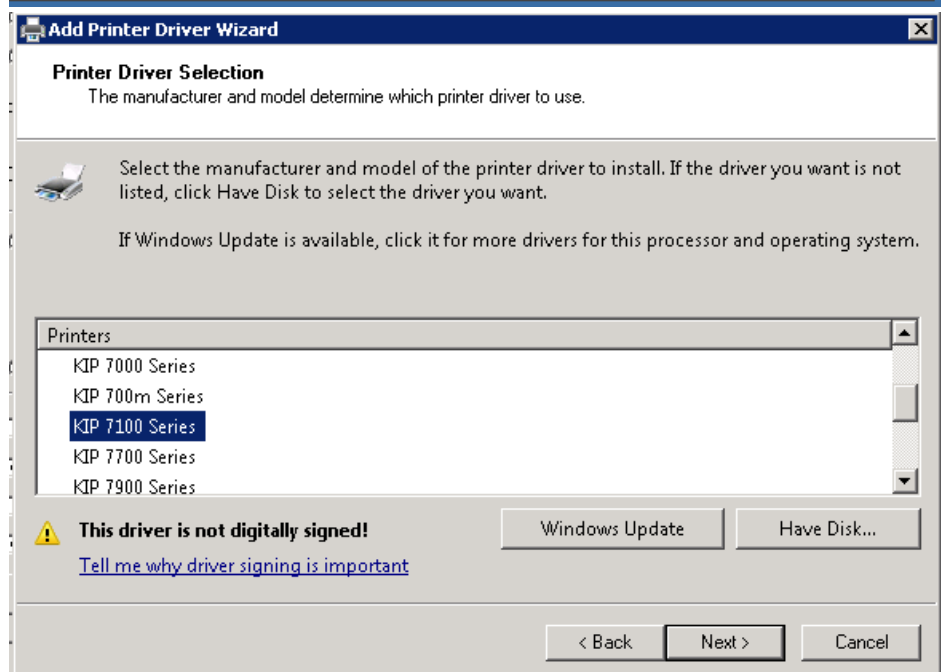 Add Printer Driver Wizard
Printer Driver Selection
The manufacturer and model determine which printer driver to use.
Select the manufacturer and model of the printer driver to install. If the driver you want is not
listed, click Have Disk to select the driver you want.
If Windows Update is available, click it for more drivers for this processor and operating system.
Printers
KIP 7000 Series
KIP 700m Series
KIP 7100 Series
KIP 7700 Series
KIP 7900 Series
This driver is not digitally signed!
Windows Update
Have Disk...
Tell me why driver signing is important
< Back
Next >
Cancel